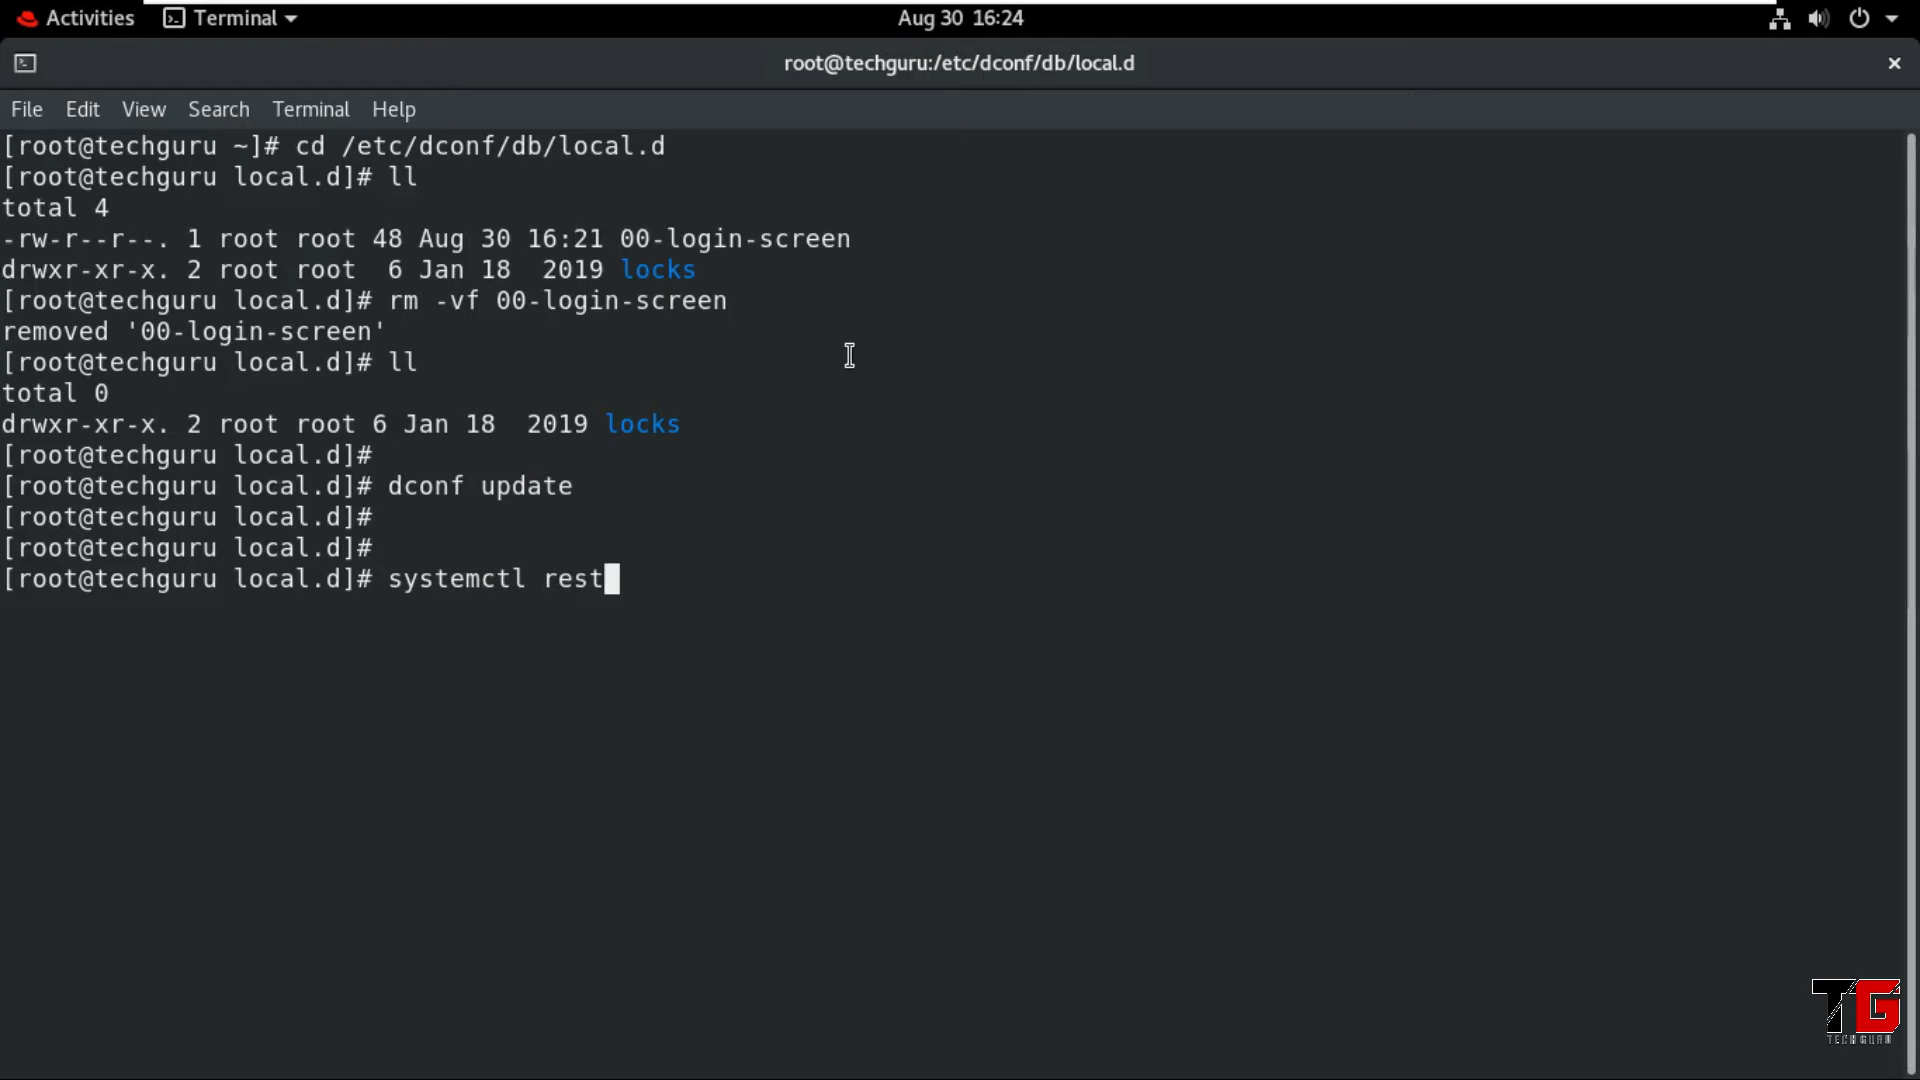 Activities Terminal Aug 30 16:24
root@techguru:/etc/dconf/db/local.d
File Edit View Search Terminal Help
[root@techguru ~]# cd /etc/dconf/db/local.d
[root@techguru local.d]# ll
total 4
-rw-r--r--. 1 root root 48 Aug 30 16:21 00-login-screen
drwxr-xr-x. 2 root root  6 Jan 18  2019 locks
[root@techguru local.d]# rm -vf 00-login-screen
removed '00-login-screen'
[root@techguru local.d]# ll
total 0
drwxr-xr-x. 2 root root 6 Jan 18  2019 locks
[root@techguru local.d]#
[root@techguru local.d]# dconf update
[root@techguru local.d]#
[root@techguru local.d]#
[root@techguru local.d]# systemctl rest
TG
TECHGURU